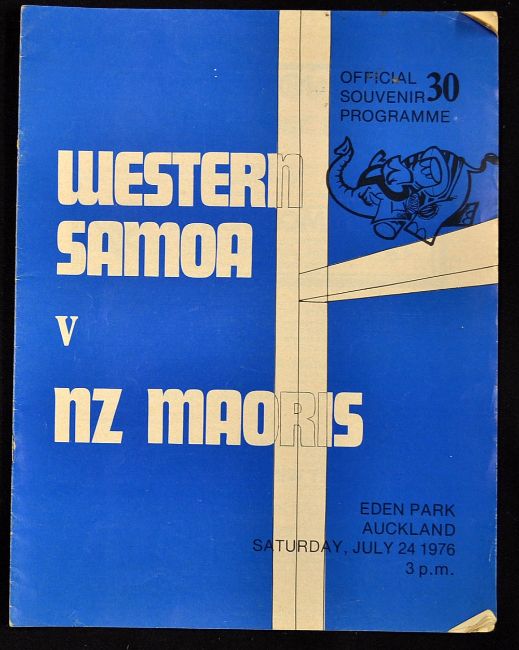 OFFICIAL
SOUVENIR 30
PROGRAMME
WESTERN
SAMOA
V
NZ MAORIS
EDEN PARK
AUCKLAND
SATURDAY, JULY 24 1976
3 p.m.